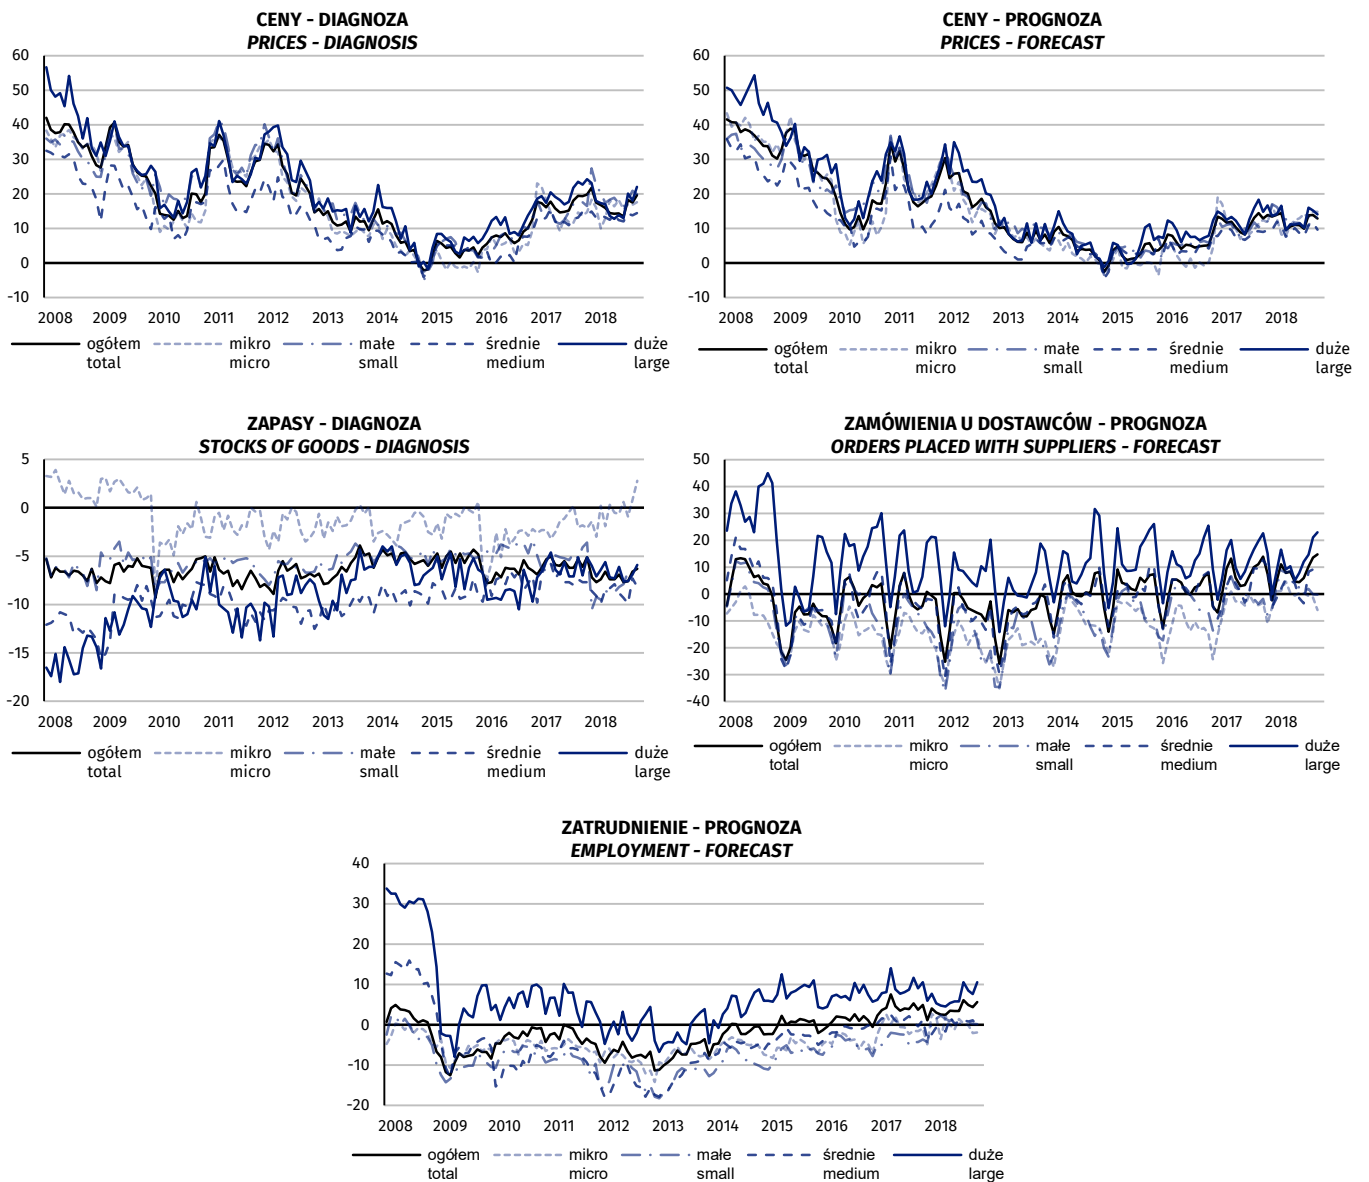 CENY - DIAGNOZA
PRICES - DIAGNOSIS
60
50
40
30
20
10
0
-10
2008 2009 2010 2011 2012 2013 2014 2015 2016 2017 2018
ogółem mikro małe średnie duże
total micro small medium large
CENY - PROGNOZA
PRICES - FORECAST
60
50
40
30
20
10
0
-10
2008 2009 2010 2011 2012 2013 2014 2015 2016 2017 2018
ogółem mikro małe średnie duże
total micro small medium large
ZAPASY - DIAGNOZA
STOCKS OF GOODS - DIAGNOSIS
5
0
-5
-10
-15
-20
2008 2009 2010 2011 2012 2013 2014 2015 2016 2017 2018
ogółem mikro małe średnie duże
total micro small medium large
ZAMÓWIENIA U DOSTAWCÓW - PROGNOZA
ORDERS PLACED WITH SUPPLIERS - FORECAST
50
40
30
20
10
0
-10
-20
-30
-40
2008 2009 2010 2011 2012 2013 2014 2015 2016 2017 2018
ogółem mikro małe średnie duże
total micro small medium large
ZATRUDNIENIE - PROGNOZA
EMPLOYMENT - FORECAST
40
30
20
10
0
-10
-20
2008 2009 2010 2011 2012 2013 2014 2015 2016 2017 2018
ogółem mikro małe średnie duże
total micro small medium large